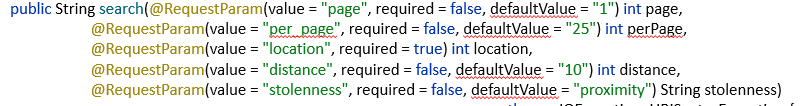 public String search(@RequestParam(value = "page", required = false, defaultValue = "1") int page,
@RequestParam(value = "per_page", required = false, defaultValue = "25") int perPage,
@RequestParam(value = "location", required = true) int location,
@RequestParam(value = "distance", required = false, defaultValue = "10") int distance,
@RequestParam(value = "stolenness", required = false, defaultValue = "proximity") String stolenness)